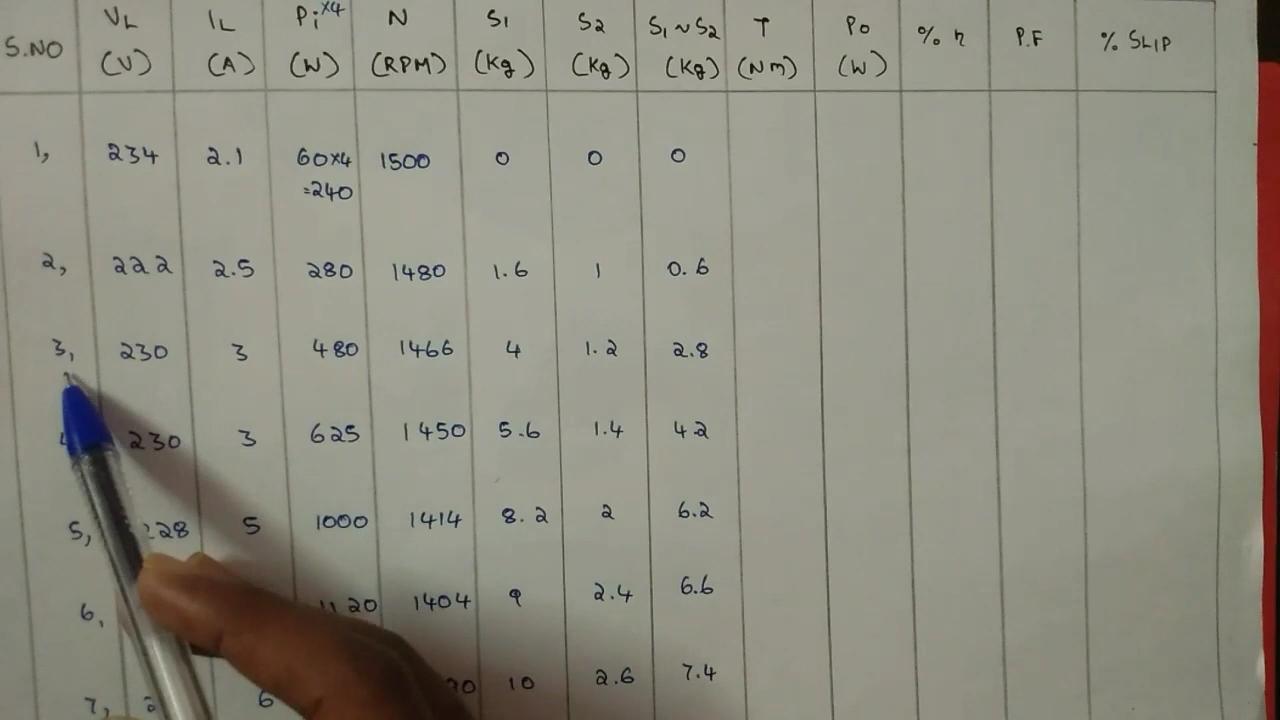 S.NO VL (V) IL (A) Pi ×4 (W) N (RPM) S1 (Kg) S2 (Kg) S1 ~ S2 (Kg) T (Nm) Po (W) % η P.F % SLIP
1, 234 2.1 60×4 =240 1500 0 0 0
2, 222 2.5 280 1480 1.6 1 0.6
3, 230 3 480 1466 4 1.2 2.8
230 3 625 1450 5.6 1.4 4.2
5, 228 5 1000 1414 8.2 2 6.2
6, 1120 1404 9 2.4 6.6
7, 6 10 2.6 7.4